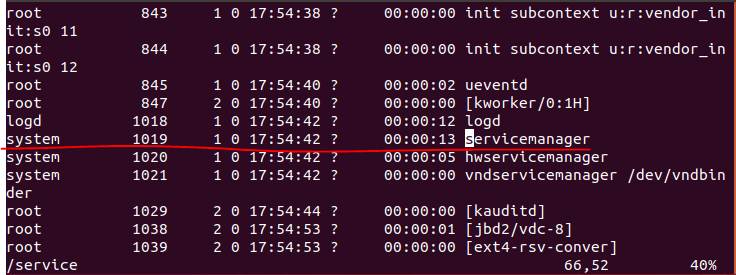 root 843 1 0 17:54:38 ? 00:00:00 init subcontext u:r:vendor_in
it:s0 11
root 844 1 0 17:54:38 ? 00:00:00 init subcontext u:r:vendor_in
it:s0 12
root 845 1 0 17:54:40 ? 00:00:02 ueventd
root 847 2 0 17:54:40 ? 00:00:00 [kworker/0:1H]
logd 1018 1 0 17:54:42 ? 00:00:12 logd
system 1019 1 0 17:54:42 ? 00:00:13 servicemanager
system 1020 1 0 17:54:42 ? 00:00:05 hwservicemanager
system 1021 1 0 17:54:42 ? 00:00:00 vndservicemanager /dev/vndbin
der
root 1029 2 0 17:54:44 ? 00:00:00 [kauditd]
root 1038 2 0 17:54:53 ? 00:00:01 [jbd2/vdc-8]
root 1039 2 0 17:54:53 ? 00:00:00 [ext4-rsv-conver]
/service 66,52 40%